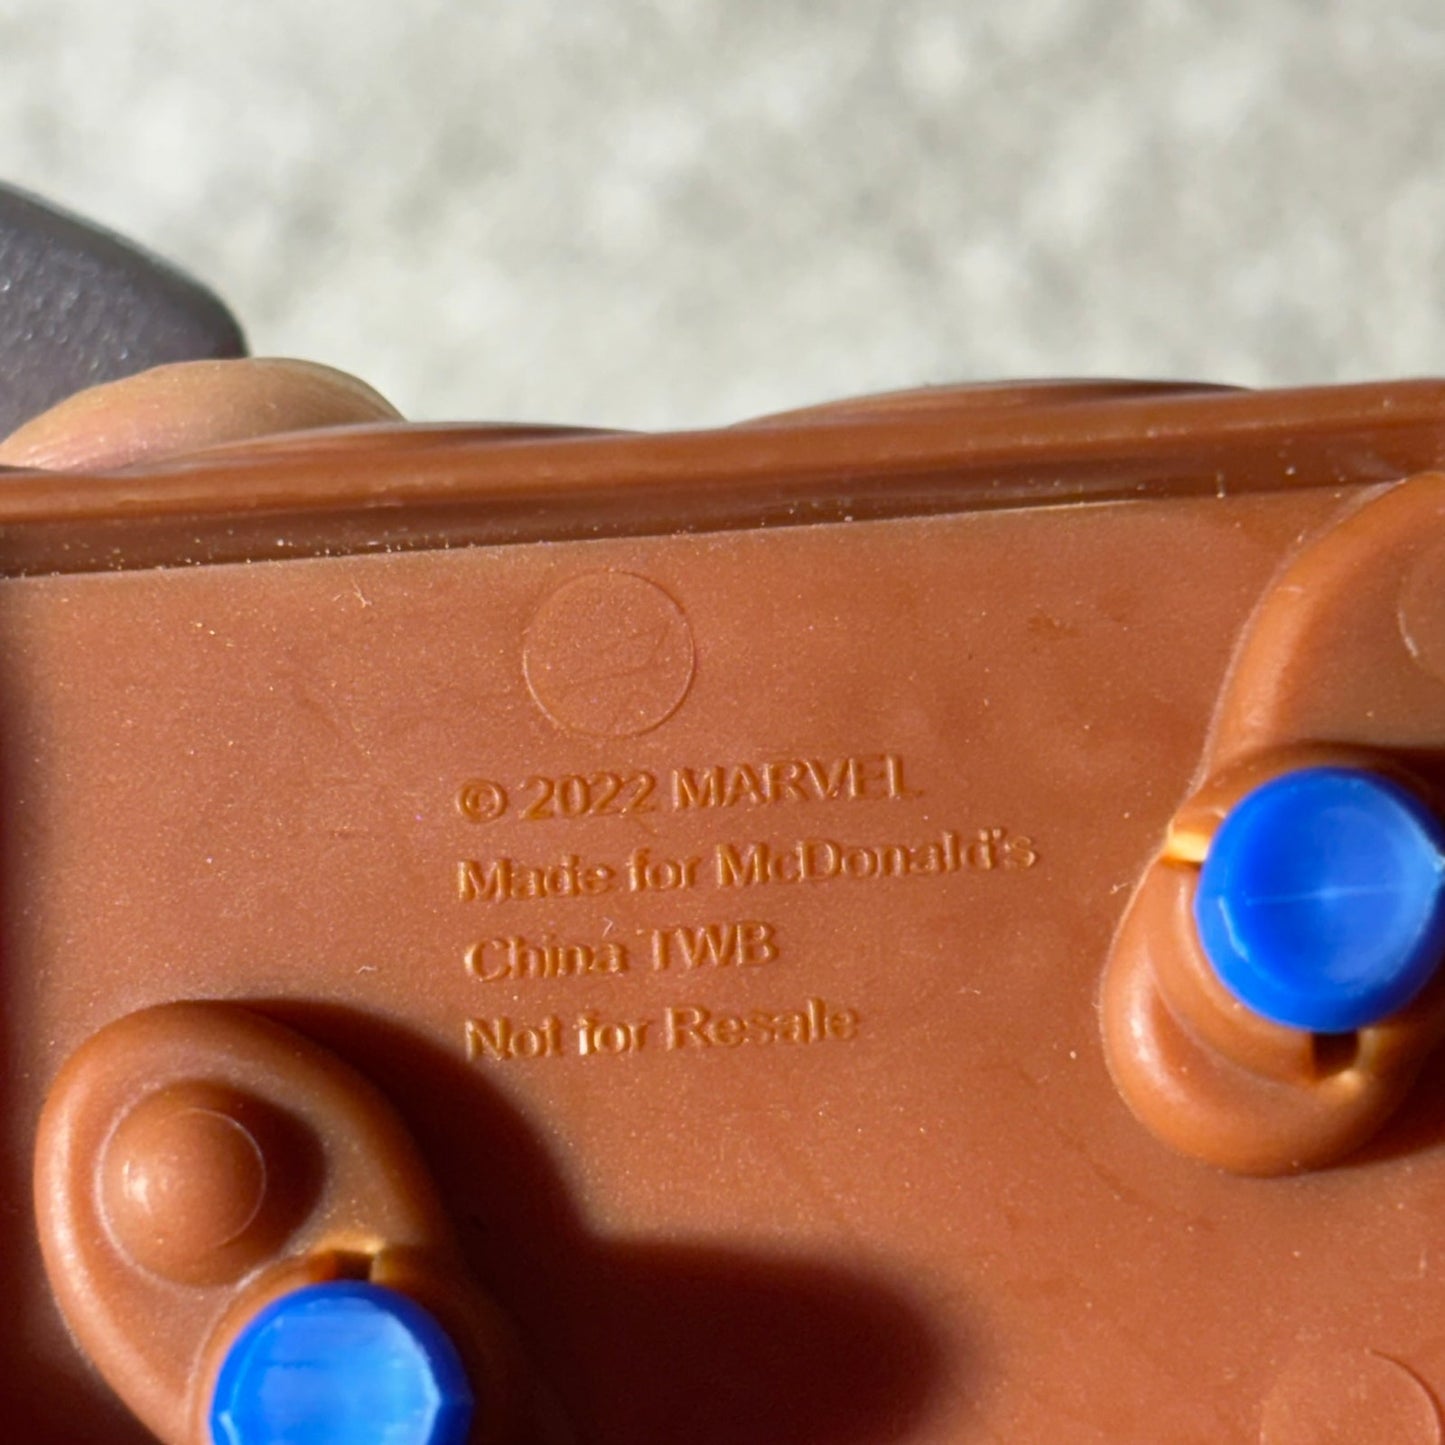 © 2022 MARVEL
Made for McDonald's
China TWB
Not for Resale